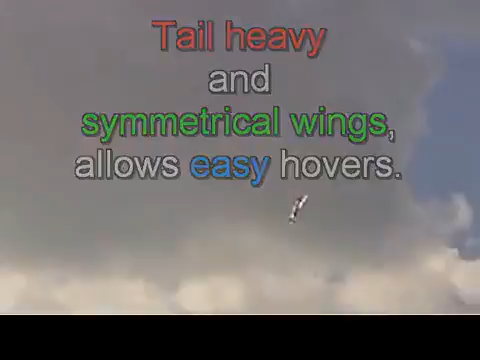 Tail heavy
and
symmetrical wings,
allows easy hovers.